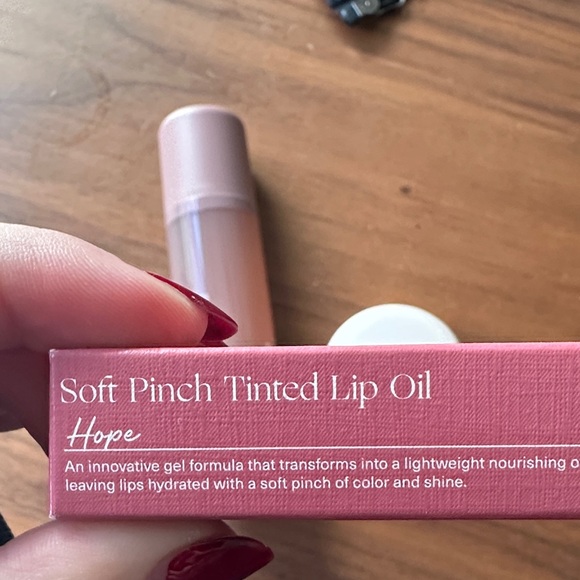 Soft Pinch Tinted Lip Oil
Hope
An innovative gel formula that transforms into a lightweight nourishing
leaving lips hydrated with a soft pinch of color and shine.